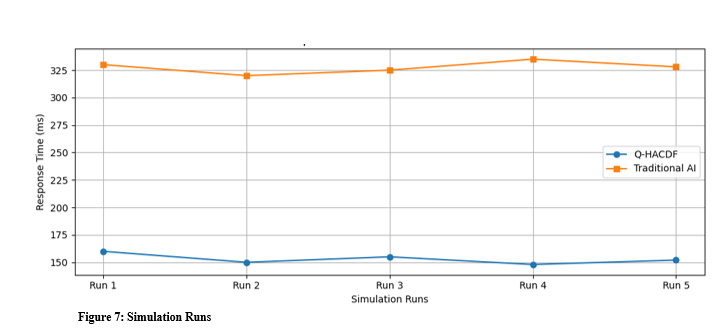 325
300
275
250
225
200
175
150
Response Time (ms)
Q-HACDF
Traditional AI
Run 1 Run 2 Run 3 Run 4 Run 5
Simulation Runs
Figure 7: Simulation Runs